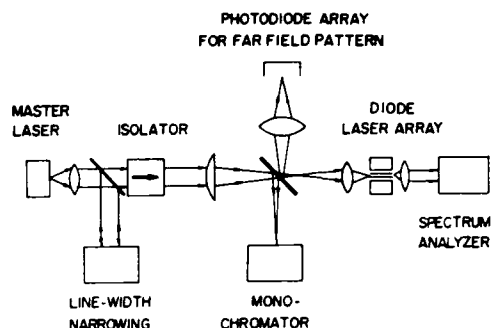 PHOTODIODE ARRAY
FOR FAR FIELD PATTERN
MASTER
LASER
ISOLATOR
DIODE
LASER ARRAY
SPECTRUM
ANALYZER
LINE-WIDTH
NARROWING
MONO-
CHROMATOR